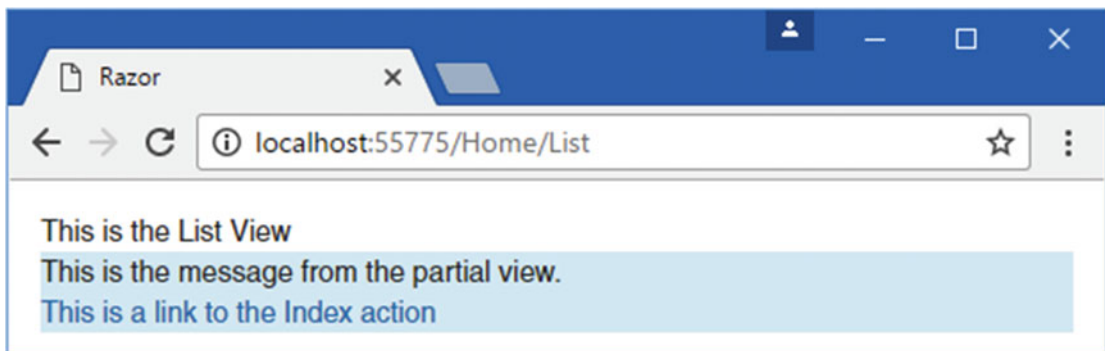 Razor
localhost:55775/Home/List
This is the List View
This is the message from the partial view.
This is a link to the Index action